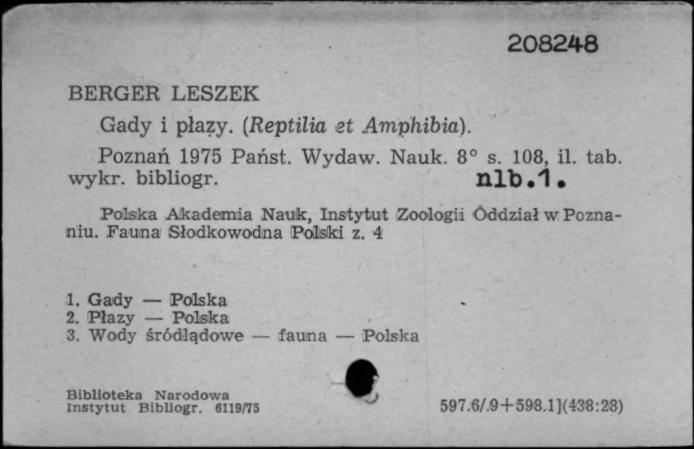 208248
BERGER LESZEK
Gady i płazy. (Reptilia et Amphibia).
Poznań 1975 Państ. Wydaw. Nauk. 8° s. 108, il. tab.
wykr. bibliogr. nlb.1.
Polska Akademia Nauk, Instytut Zoologii Oddział w Pozna-
niu. Fauna Słodkowodna Polski z. 4
1. Gady — Polska
2. Płazy — Polska
3. Wody śródlądowe — fauna — Polska
Biblioteka Narodowa
Instytut Bibliogr. 6119/75 597.6/.9+598.1](438:28)